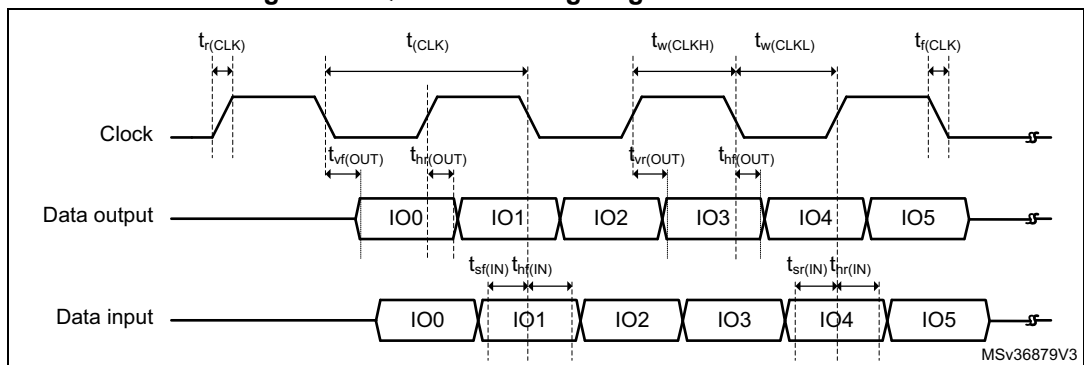 tr(CLK) t(CLK) tw(CLKH) tw(CLKL) tf(CLK)
Clock
tvf(OUT) thr(OUT) tvr(OUT) thf(OUT)
Data output IO0 IO1 IO2 IO3 IO4 IO5
tsf(IN) thf(IN) tsr(IN) thr(IN)
Data input IO0 IO1 IO2 IO3 IO4 IO5
MSv36879V3